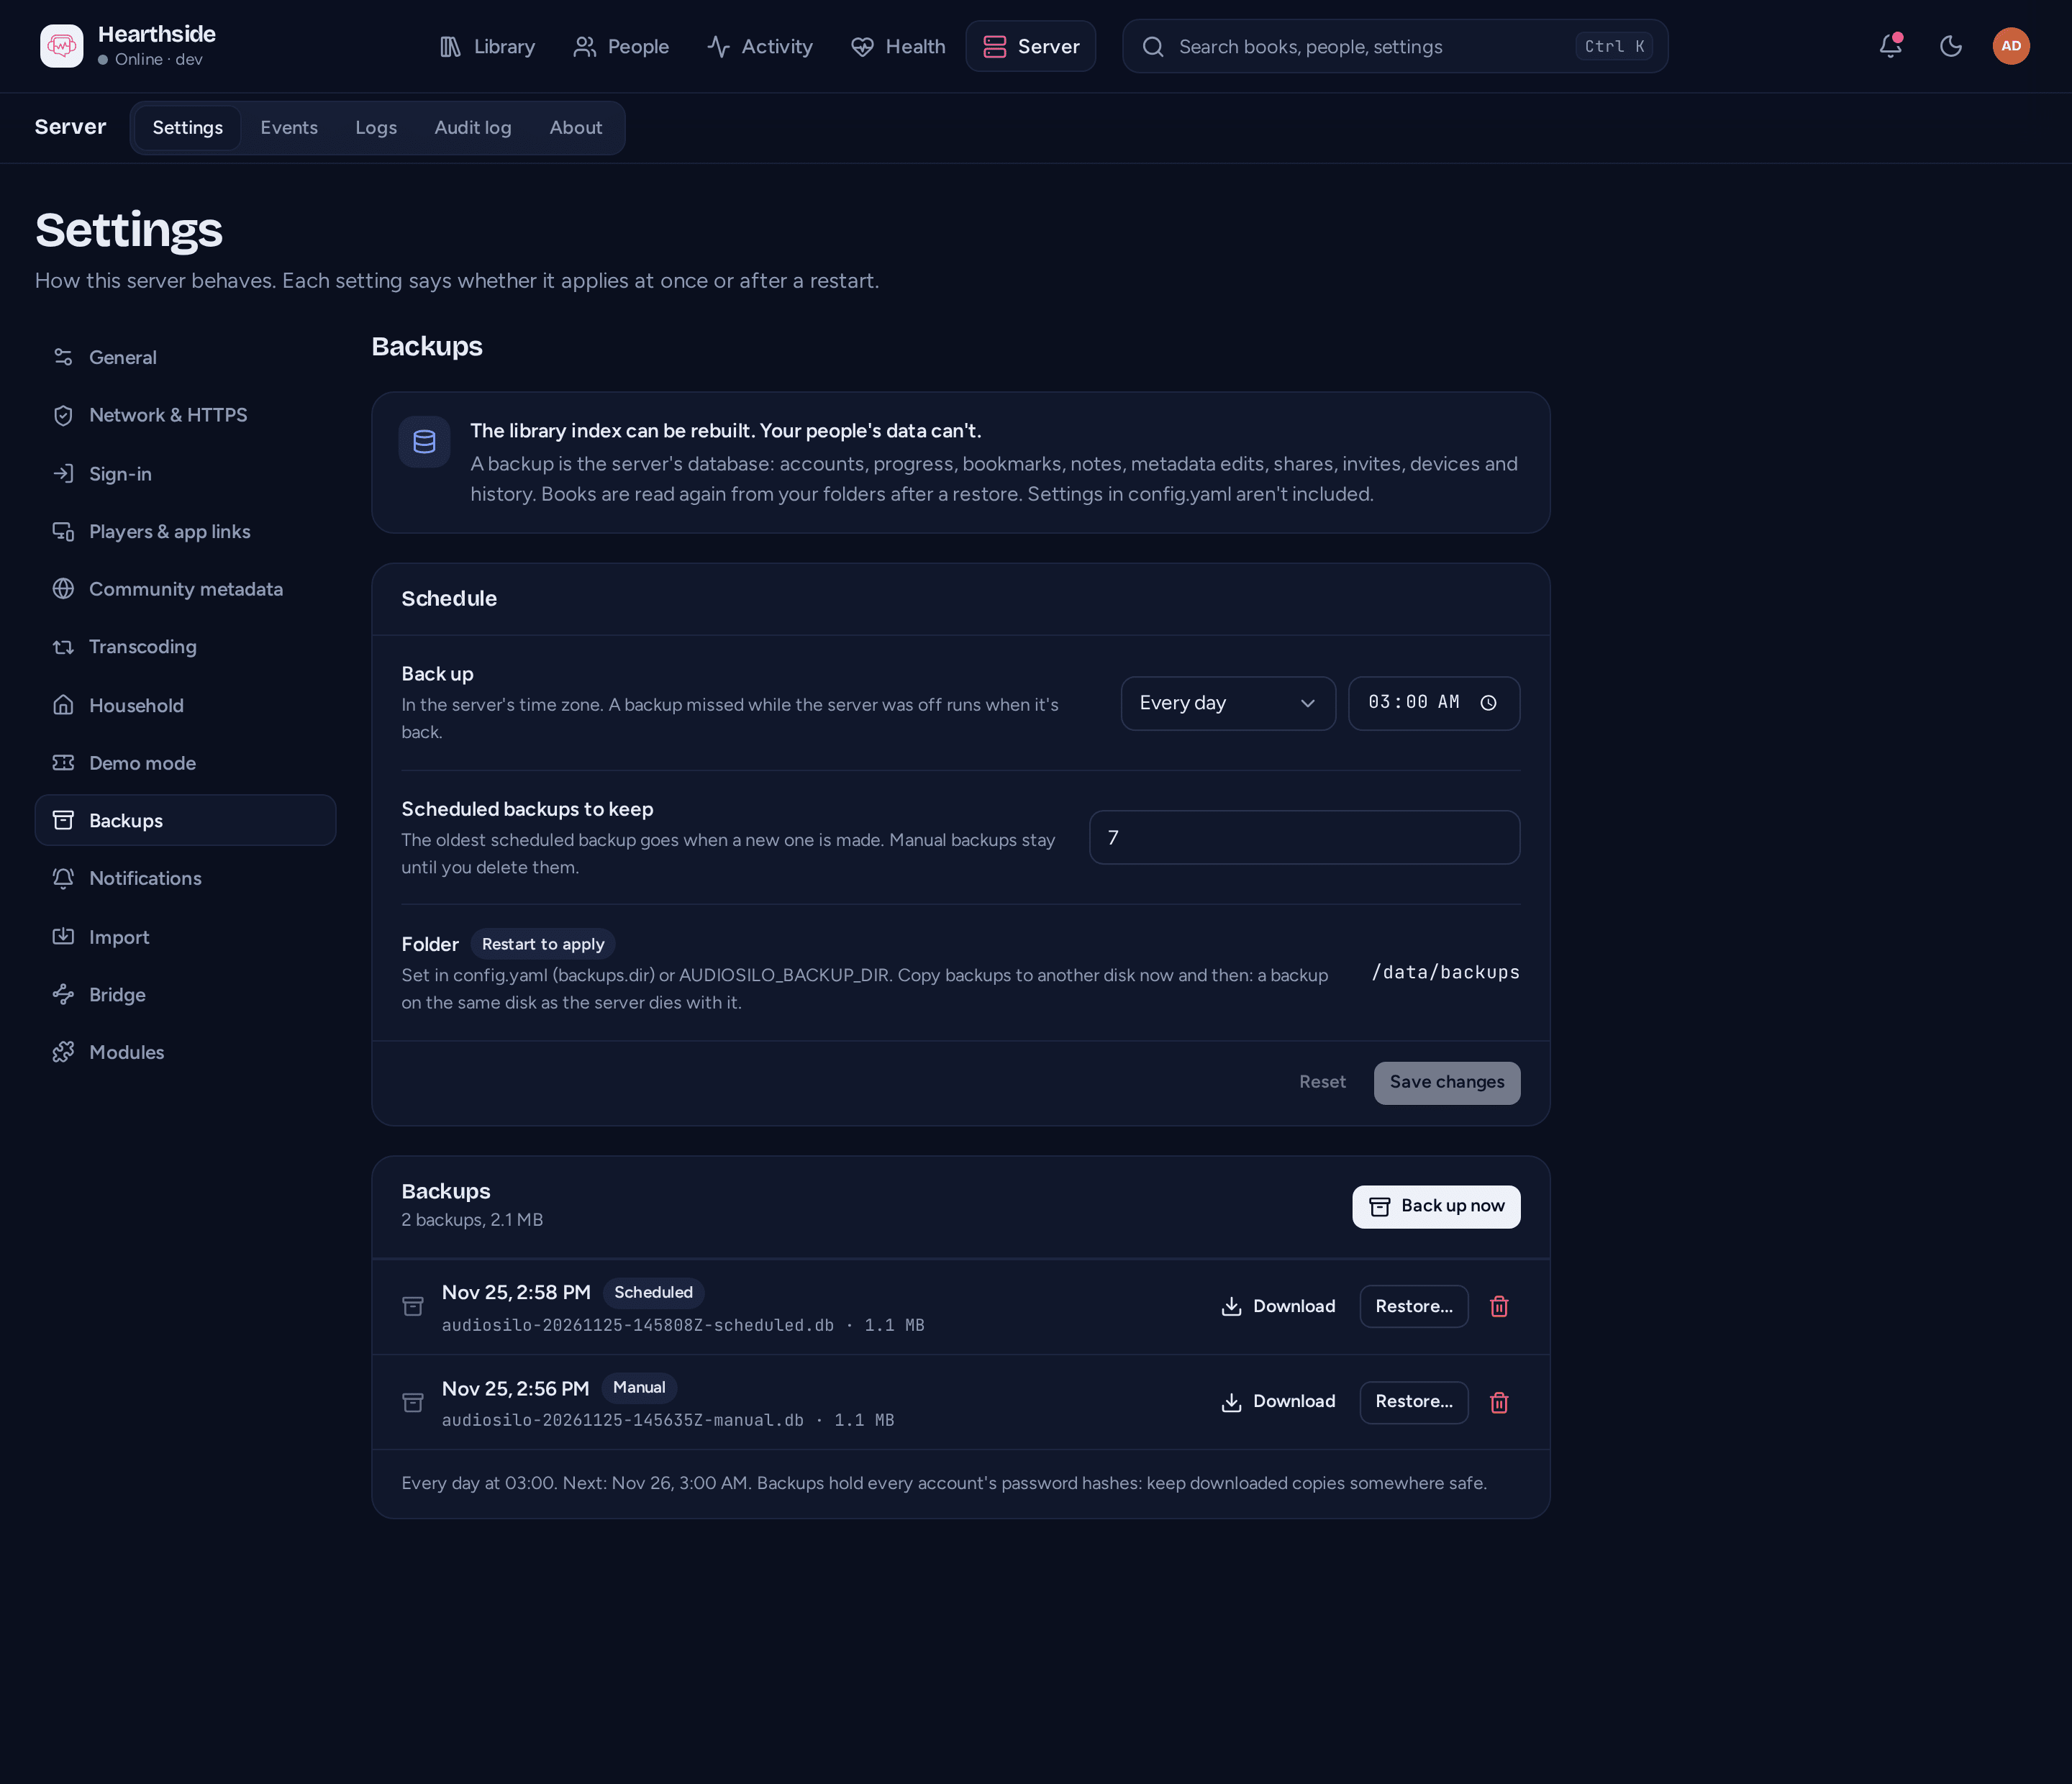 Hearthside
Online · dev
Library
People
Activity
Health
Server
Search books, people, settings
Ctrl K
AD
Server
Settings
Events
Logs
Audit log
About
Settings
How this server behaves. Each setting says whether it applies at once or after a restart.
General
Network & HTTPS
Sign-in
Players & app links
Community metadata
Transcoding
Household
Demo mode
Backups
Notifications
Import
Bridge
Modules
Backups
The library index can be rebuilt. Your people's data can't.
A backup is the server's database: accounts, progress, bookmarks, notes, metadata edits, shares, invites, devices and
history. Books are read again from your folders after a restore. Settings in config.yaml aren't included.
Schedule
Back up
In the server's time zone. A backup missed while the server was off runs when it's
back.
Every day
03:00 AM
Scheduled backups to keep
The oldest scheduled backup goes when a new one is made. Manual backups stay
until you delete them.
7
Folder
Restart to apply
Set in config.yaml (backups.dir) or AUDIOSILO_BACKUP_DIR. Copy backups to another disk now and then: a backup
on the same disk as the server dies with it.
/data/backups
Reset
Save changes
Backups
2 backups, 2.1 MB
Back up now
Nov 25, 2:58 PM
Scheduled
audiosilo-20261125-145808Z-scheduled.db · 1.1 MB
Download
Restore...
Nov 25, 2:56 PM
Manual
audiosilo-20261125-145635Z-manual.db · 1.1 MB
Download
Restore...
Every day at 03:00. Next: Nov 26, 3:00 AM. Backups hold every account's password hashes: keep downloaded copies somewhere safe.